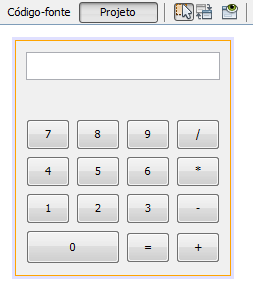 Código-fonte Projeto
7 8 9 /
4 5 6 *
1 2 3 -
0 = +